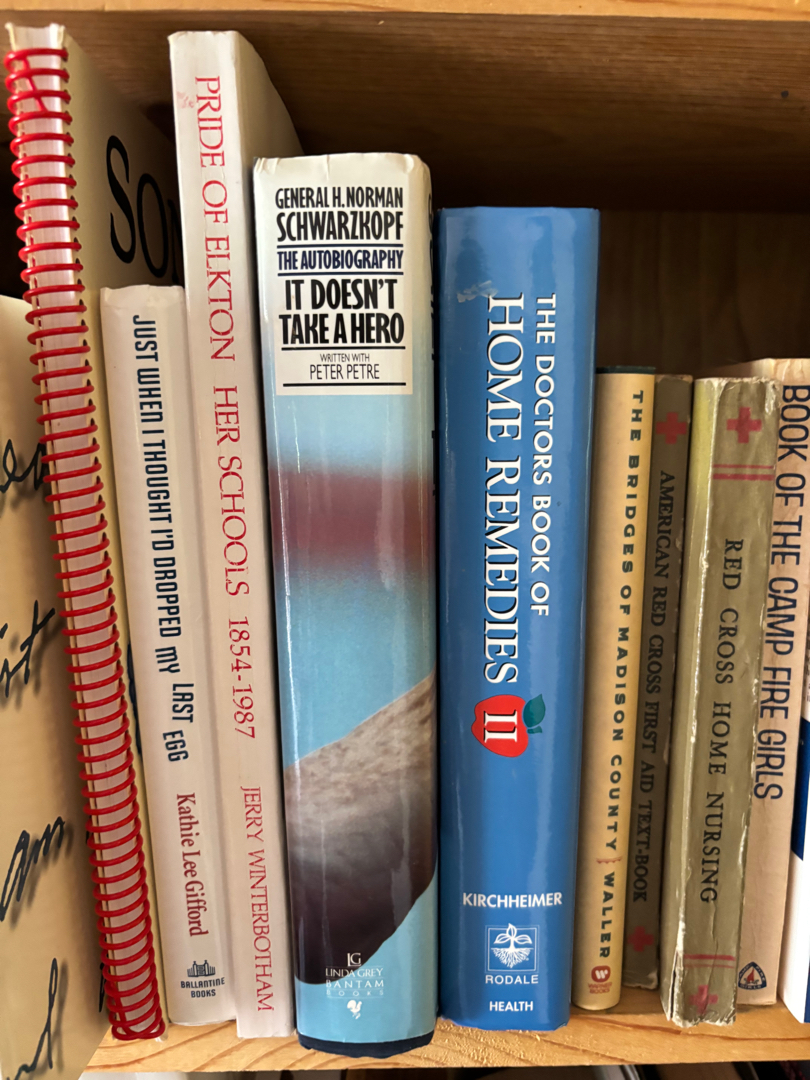 JUST WHEN I THOUGHT I'D DROPPED MY LAST EGG
Kathie Lee Gifford
BALLANTINE
BOOKS
PRIDE OF ELKTON HER SCHOOLS 1854-1987
JERRY WINTERBOTHAM
GENERAL H. NORMAN
SCHWARZKOPF
THE AUTOBIOGRAPHY
IT DOESN'T
TAKE A HERO
WRITTEN WITH
PETER PETRE
LG
LINDA GREY
BANTAM
BOOKS
THE DOCTORS BOOK OF
HOME REMEDIES II
KIRCHHEIMER
RODALE
HEALTH
THE BRIDGES OF MADISON COUNTY WALLER
WARNER
BOOKS
AMERICAN RED CROSS FIRST AID TEXT-BOOK
RED CROSS HOME NURSING
BOOK OF THE CAMP FIRE GIRLS